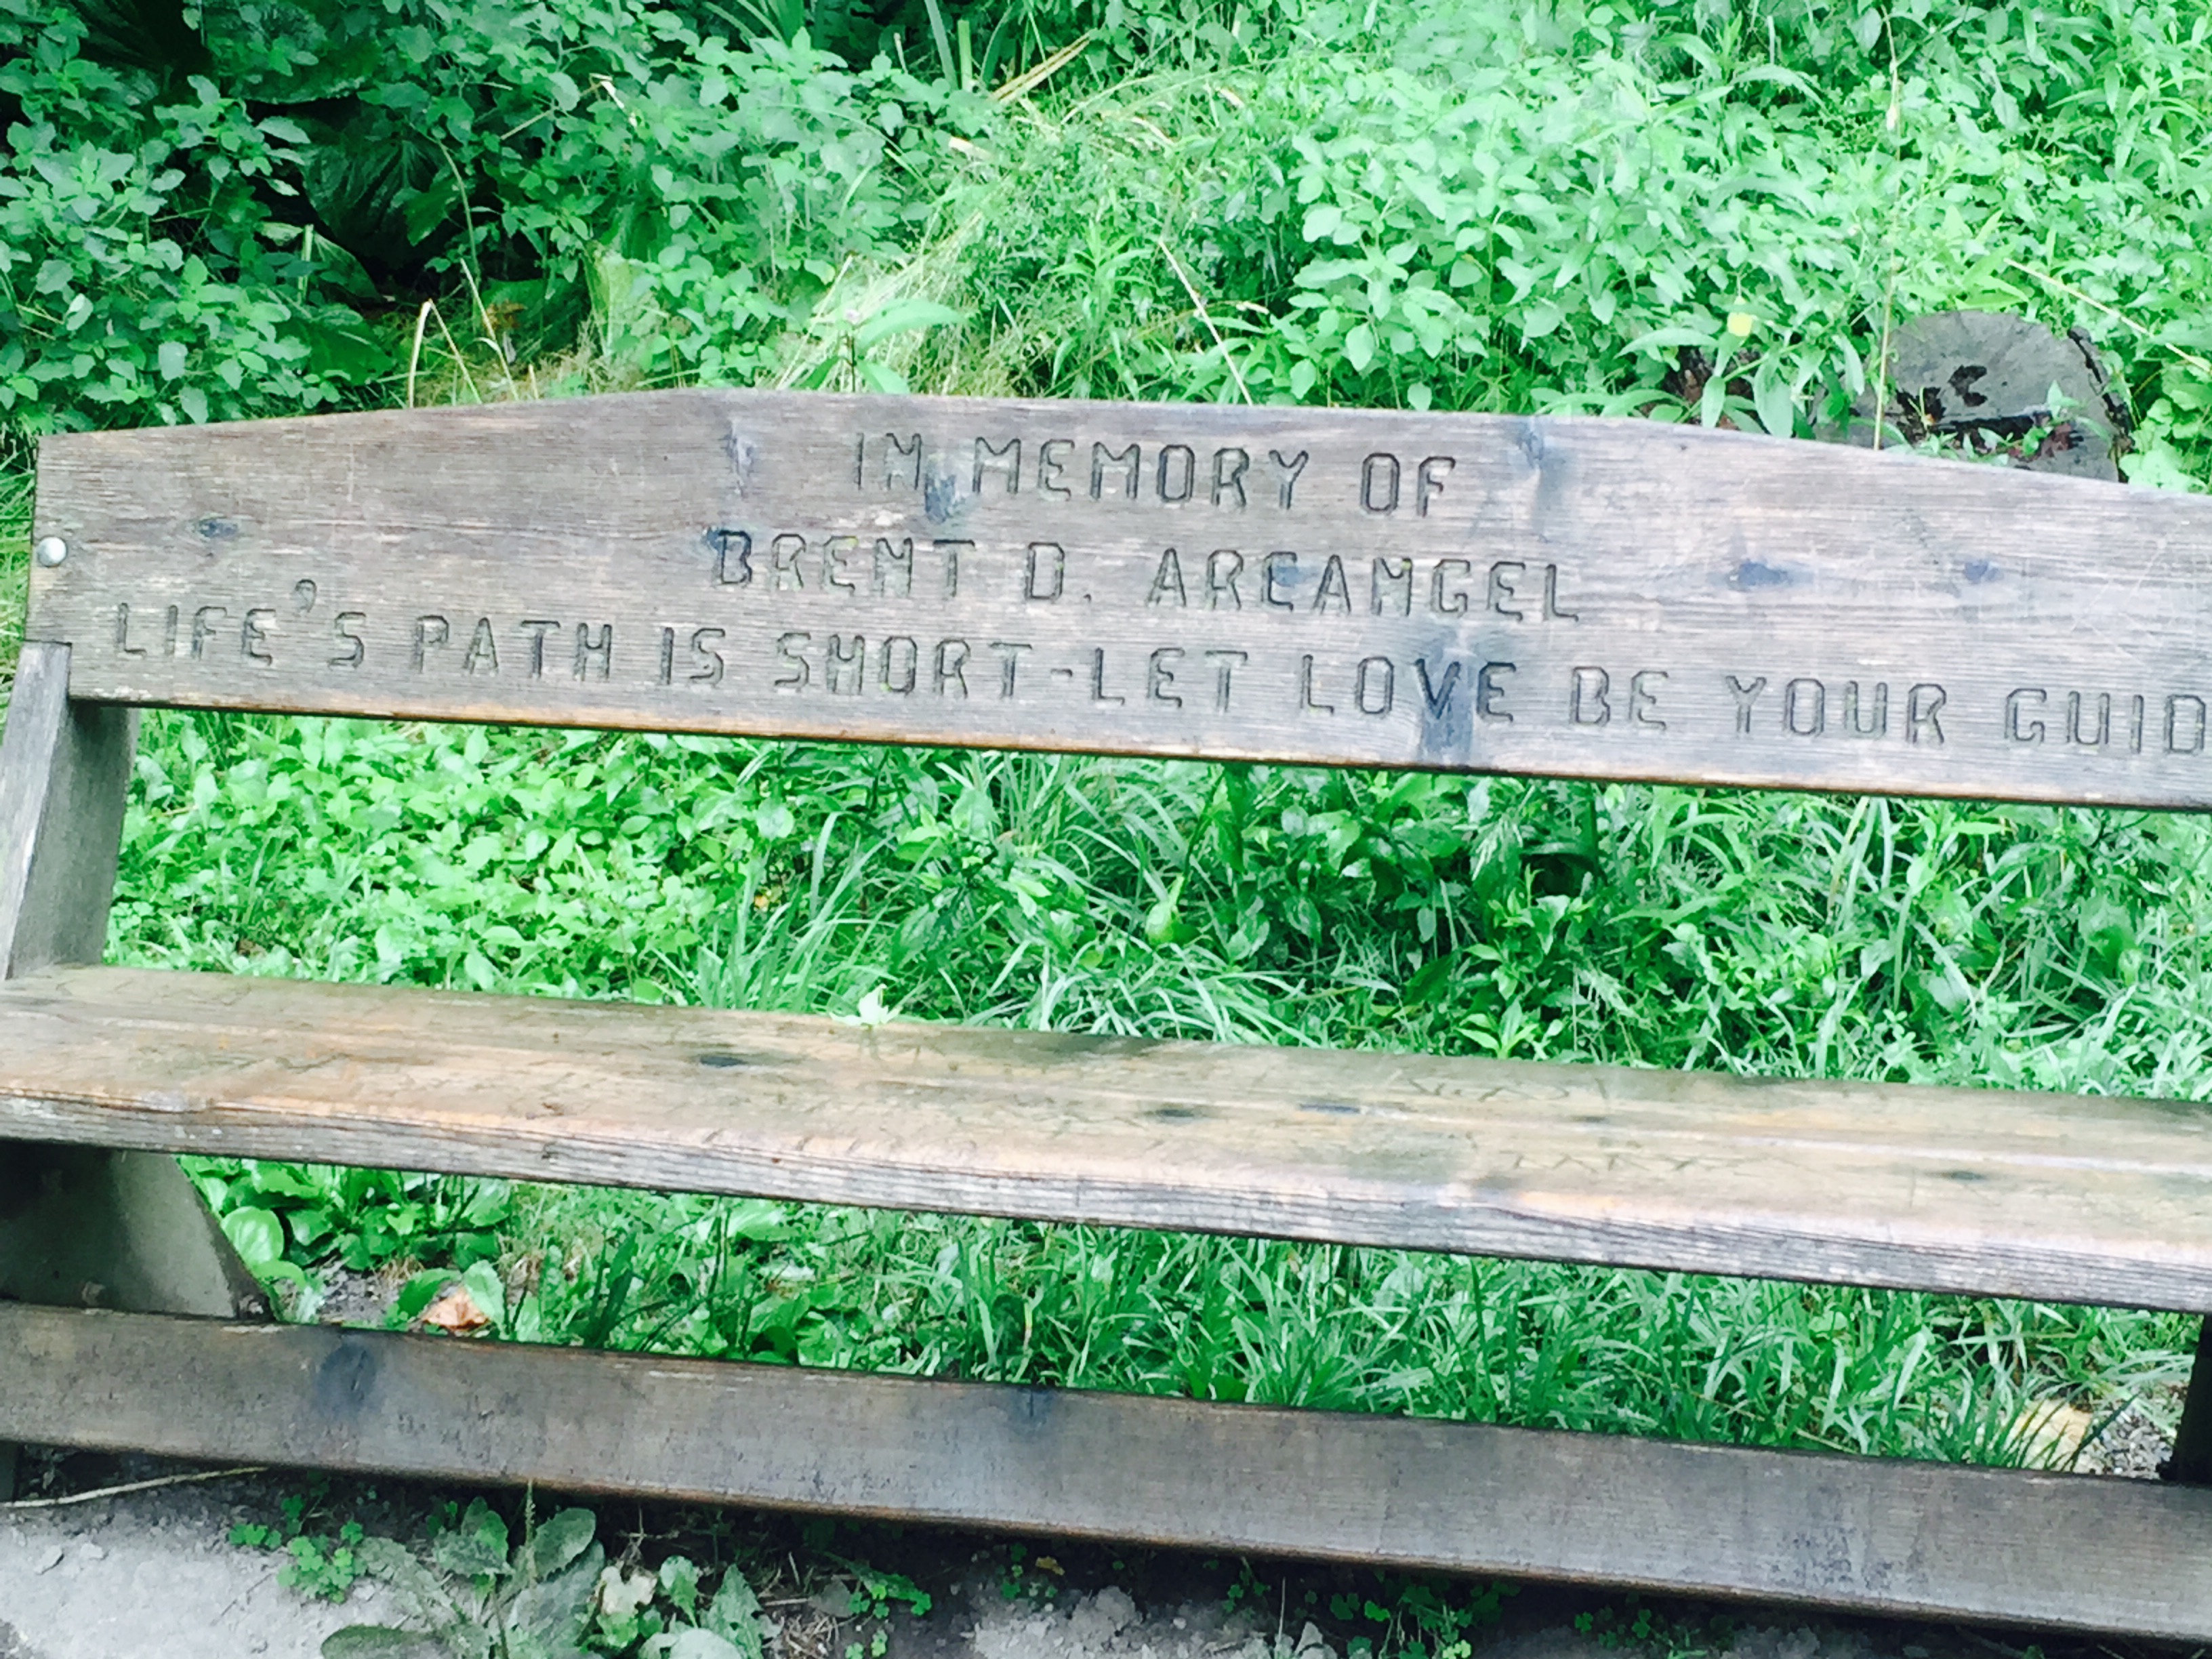 IN MEMORY OF
BRENT D. ARCANGEL
LIFE'S PATH IS SHORT-LET LOVE BE YOUR GUID